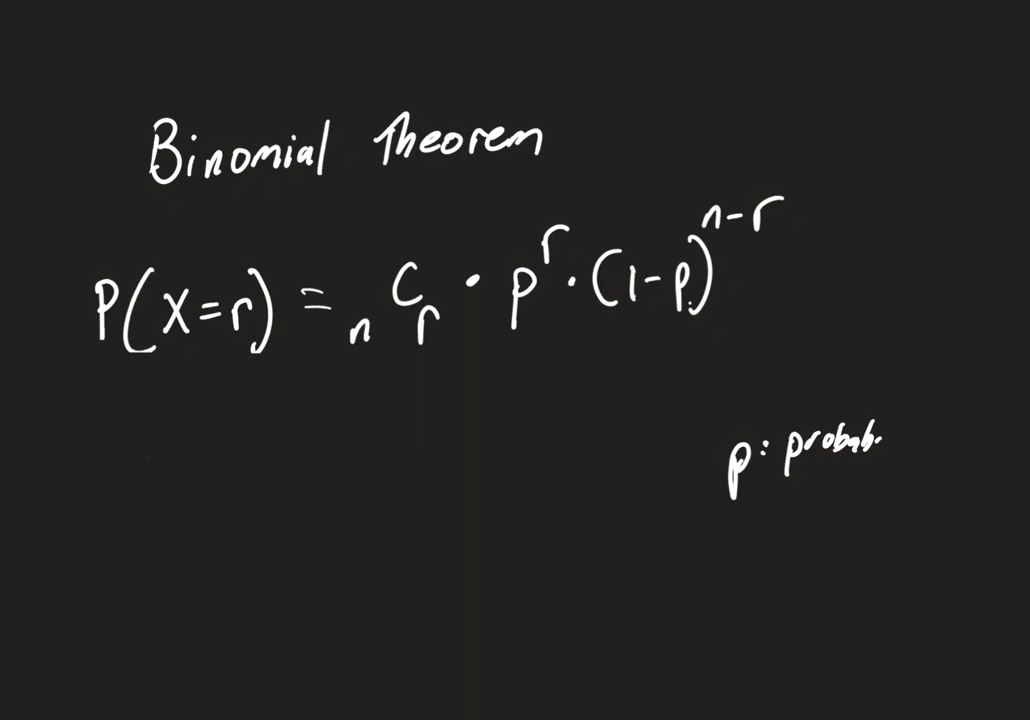 Binomial Theorem
P(X=r) = nCr · p^r · (1-p)^n-r
p: probab.